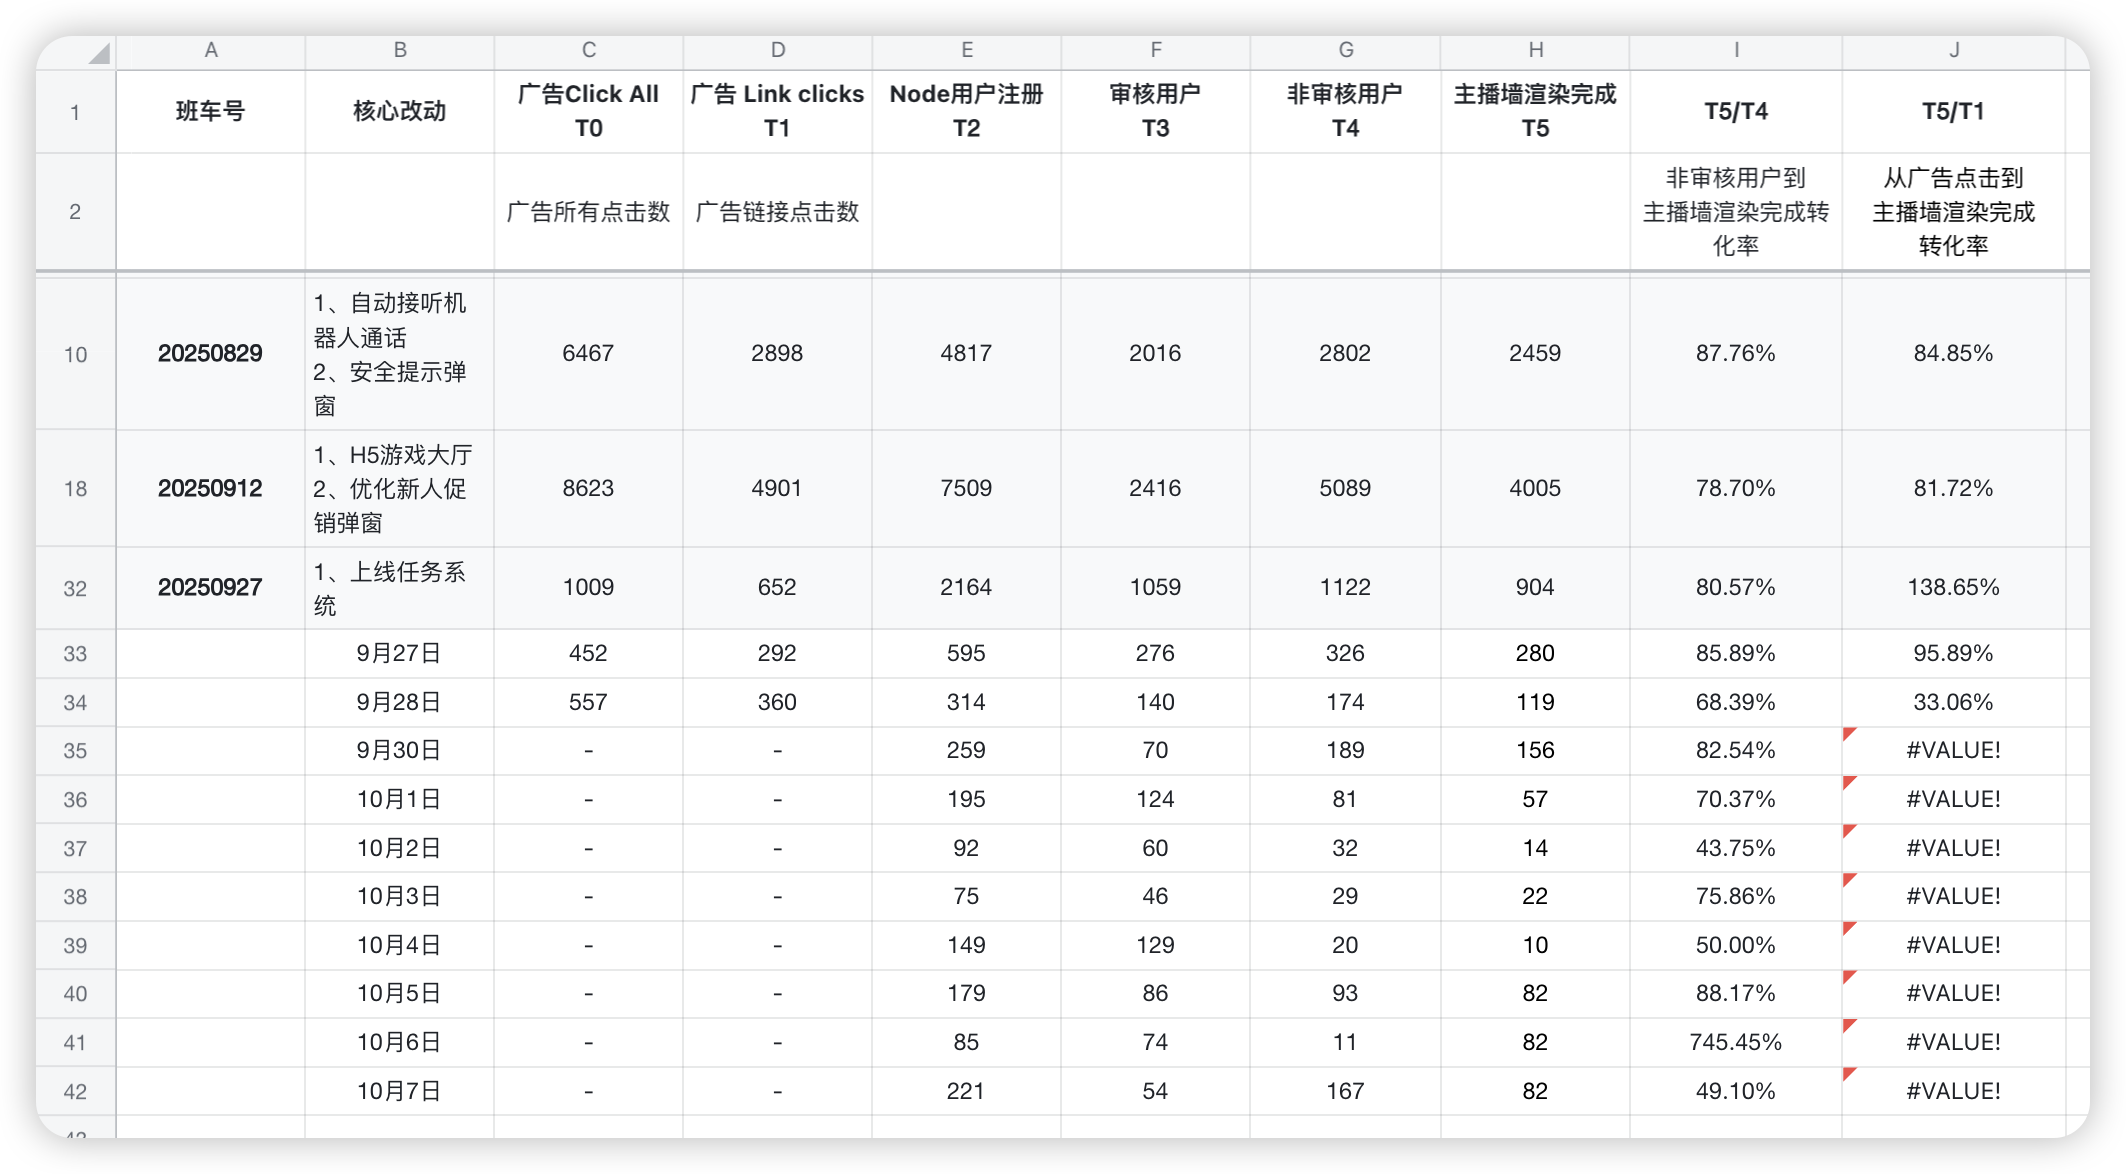 A B C D E F G H I J
1 班车号 核心改动 广告Click All T0 广告 Link clicks T1 Node用户注册 T2 审核用户 T3 非审核用户 T4 主播墙渲染完成 T5 T5/T4 T5/T1
2 广告所有点击数 广告链接点击数 非审核用户到主播墙渲染完成转化率 从广告点击到主播墙渲染完成转化率
10 20250829 1、自动接听机器人通话 2、安全提示弹窗 6467 2898 4817 2016 2802 2459 87.76% 84.85%
18 20250912 1、H5游戏大厅 2、优化新人促销弹窗 8623 4901 7509 2416 5089 4005 78.70% 81.72%
32 20250927 1、上线任务系统 1009 652 2164 1059 1122 904 80.57% 138.65%
33 9月27日 452 292 595 276 326 280 85.89% 95.89%
34 9月28日 557 360 314 140 174 119 68.39% 33.06%
35 9月30日 - - 259 70 189 156 82.54% #VALUE!
36 10月1日 - - 195 124 81 57 70.37% #VALUE!
37 10月2日 - - 92 60 32 14 43.75% #VALUE!
38 10月3日 - - 75 46 29 22 75.86% #VALUE!
39 10月4日 - - 149 129 20 10 50.00% #VALUE!
40 10月5日 - - 179 86 93 82 88.17% #VALUE!
41 10月6日 - - 85 74 11 82 745.45% #VALUE!
42 10月7日 - - 221 54 167 82 49.10% #VALUE!